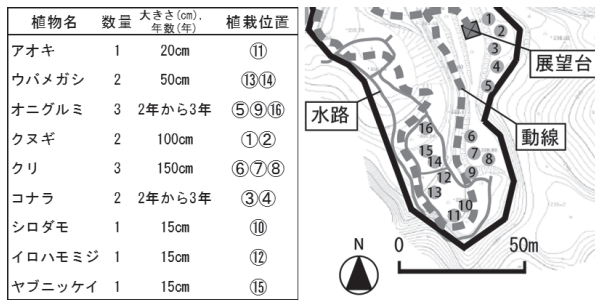 植物名 数量 大きさ(cm), 年数(年) 植栽位置
アオキ 1 20cm ⑪
ウバメガシ 2 50cm ⑬⑭
オニグルミ 3 2年から3年 ⑤⑨⑯
クヌギ 2 100cm ①②
クリ 3 150cm ⑥⑦⑧
コナラ 2 2年から3年 ③④
シロダモ 1 15cm ⑩
イロハモミジ 1 15cm ⑫
ヤブニッケイ 1 15cm ⑮
1
2
3
4
5
展望台
水路
動線
16
6
7
8
15
14
9
12
13
10
11
N
0 50m